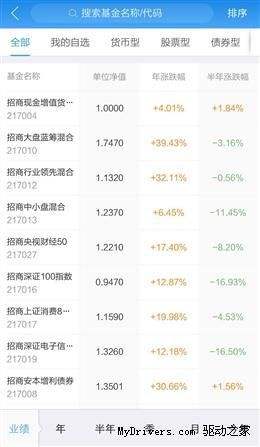 搜索基金名称/代码 排序
全部 我的自选 货币型 股票型 债券型
基金名称 单位净值 年涨跌幅 半年涨跌幅
招商现金增值货… 1.0000 +4.01% +1.84%
217004
招商大盘蓝筹混合 1.7470 +39.43% -3.16%
217010
招商行业领先混合 1.1320 +32.11% -0.56%
217012
招商中小盘混合 1.2370 +6.45% -11.45%
217013
招商央视财经50 1.2210 +17.40% -8.20%
217027
招商深证100指数 0.9470 +12.87% -16.93%
217016
招商上证消费8… 1.1590 +19.98% -4.53%
217017
招商深证电子信… 1.3260 +12.18% -16.50%
217019
招商安本增利债券 1.3501 +30.66% +1.56%
217008
业绩 年 半年 季 月
MyDrivers.com 驱动之家